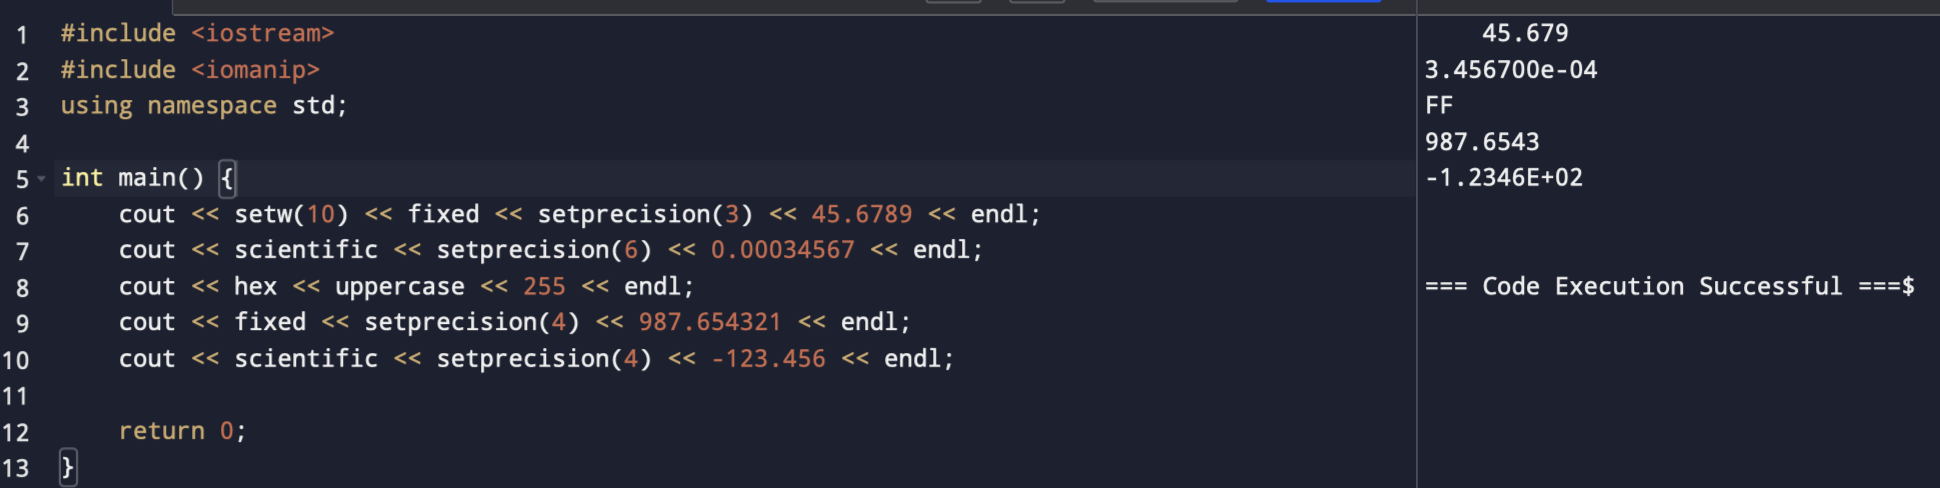 1 #include <iostream>
2 #include <iomanip>
3 using namespace std;
4
5 int main() {
6     cout << setw(10) << fixed << setprecision(3) << 45.6789 << endl;
7     cout << scientific << setprecision(6) << 0.00034567 << endl;
8     cout << hex << uppercase << 255 << endl;
9     cout << fixed << setprecision(4) << 987.654321 << endl;
10     cout << scientific << setprecision(4) << -123.456 << endl;
11
12     return 0;
13 }
    45.679
3.456700e-04
FF
987.6543
-1.2346E+02
=== Code Execution Successful ===$